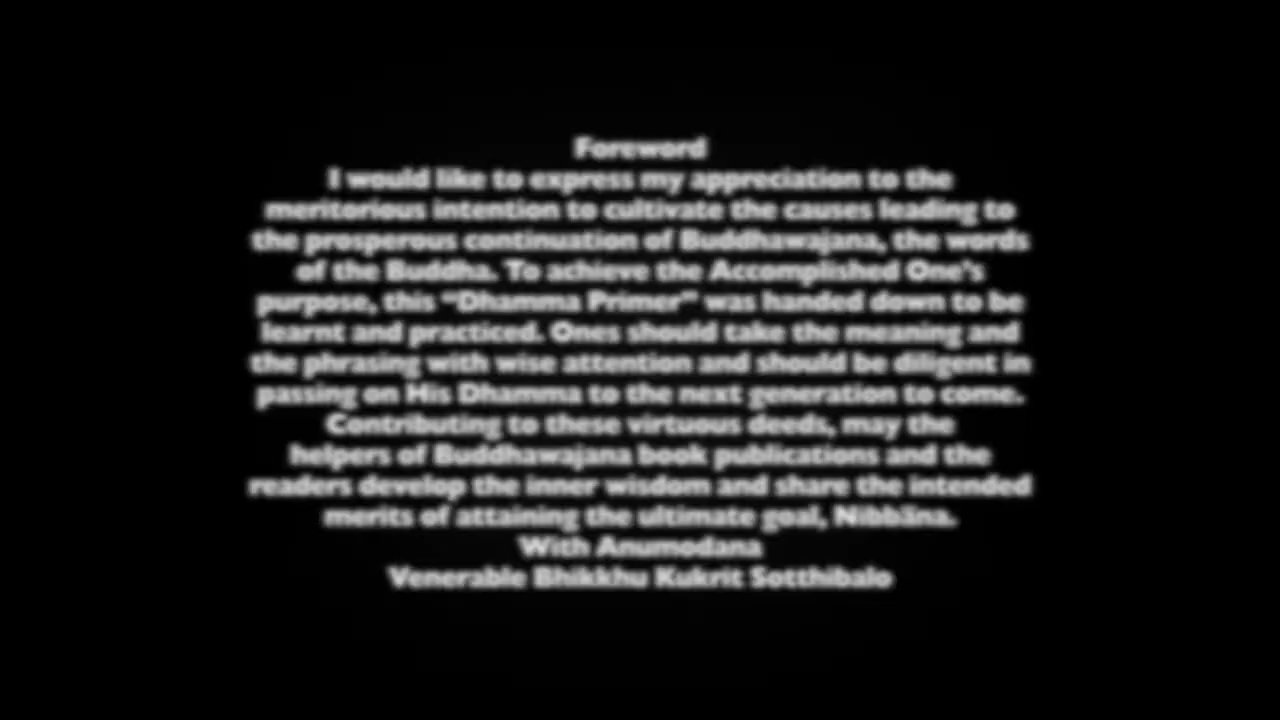 Foreword
I would like to express my appreciation to the
meritorious intention to cultivate the causes leading to
the prosperous continuation of Buddhawajana, the words
of the Buddha. To achieve the Accomplished One's
purpose, this “Dhamma Primer” was handed down to be
learnt and practiced. Ones should take the meaning and
the phrasing with wise attention and should be diligent in
passing on His Dhamma to the next generation to come.
Contributing to these virtuous deeds, may the
helpers of Buddhawajana book publications and the
readers develop the inner wisdom and share the intended
merits of attaining the ultimate goal, Nibbāna.
With Anumodana
Venerable Bhikkhu Kukrit Sotthibalo